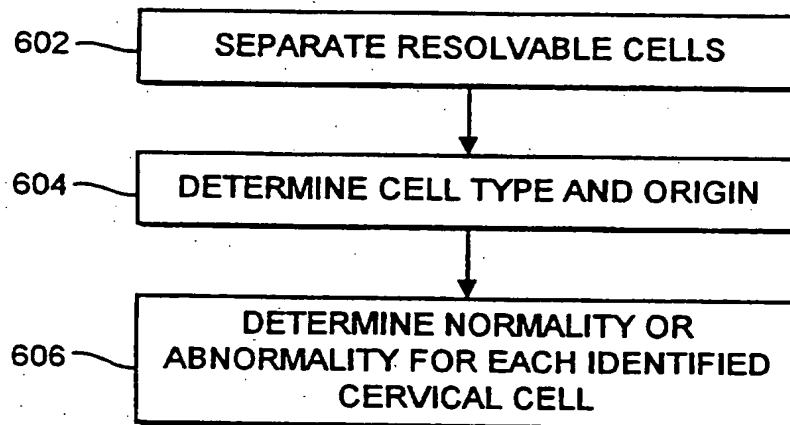 602
SEPARATE RESOLVABLE CELLS
604
DETERMINE CELL TYPE AND ORIGIN
606
DETERMINE NORMALITY OR
ABNORMALITY FOR EACH IDENTIFIED
CERVICAL CELL